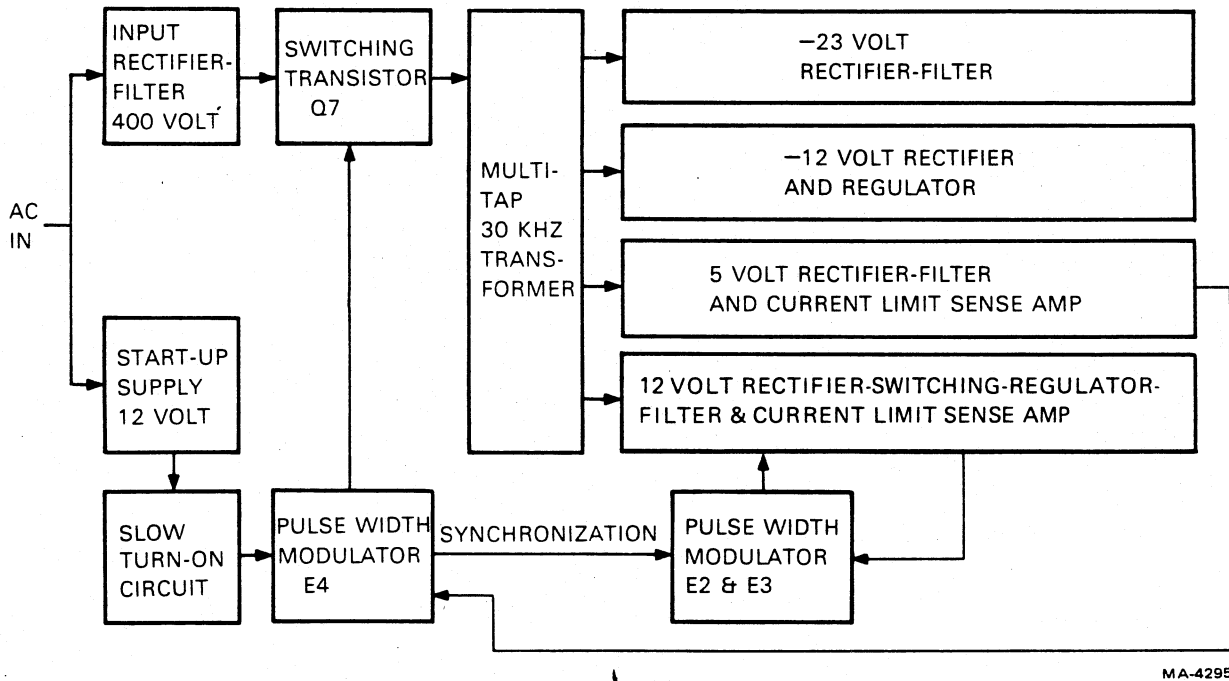 INPUT
RECTIFIER-
FILTER
400 VOLT
SWITCHING
TRANSISTOR
Q7
MULTI-
TAP
30 KHZ
TRANS-
FORMER
−23 VOLT
RECTIFIER-FILTER
−12 VOLT RECTIFIER
AND REGULATOR
5 VOLT RECTIFIER-FILTER
AND CURRENT LIMIT SENSE AMP
12 VOLT RECTIFIER-SWITCHING-REGULATOR-
FILTER & CURRENT LIMIT SENSE AMP
AC
IN
START-UP
SUPPLY
12 VOLT
SLOW
TURN-ON
CIRCUIT
PULSE WIDTH
MODULATOR
E4
SYNCHRONIZATION
PULSE WIDTH
MODULATOR
E2 & E3
MA-4295